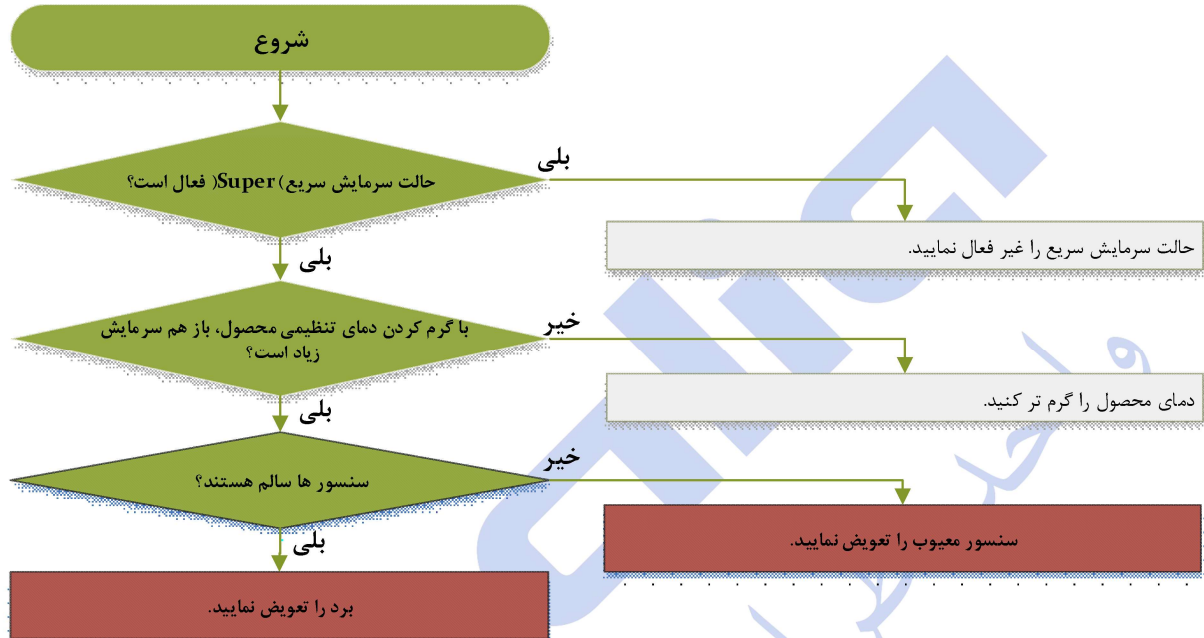 شروع
حالت سرمایش سریع)Super( فعال است؟
بلی
حالت سرمایش سریع را غیر فعال نمایید.
بلی
با گرم کردن دمای تنظیمی محصول، باز هم سرمایش
زیاد است؟
خیر
دمای محصول را گرم تر کنید.
بلی
سنسور ها سالم هستند؟
خیر
سنسور معیوب را تعویض نمایید.
بلی
برد را تعویض نمایید.